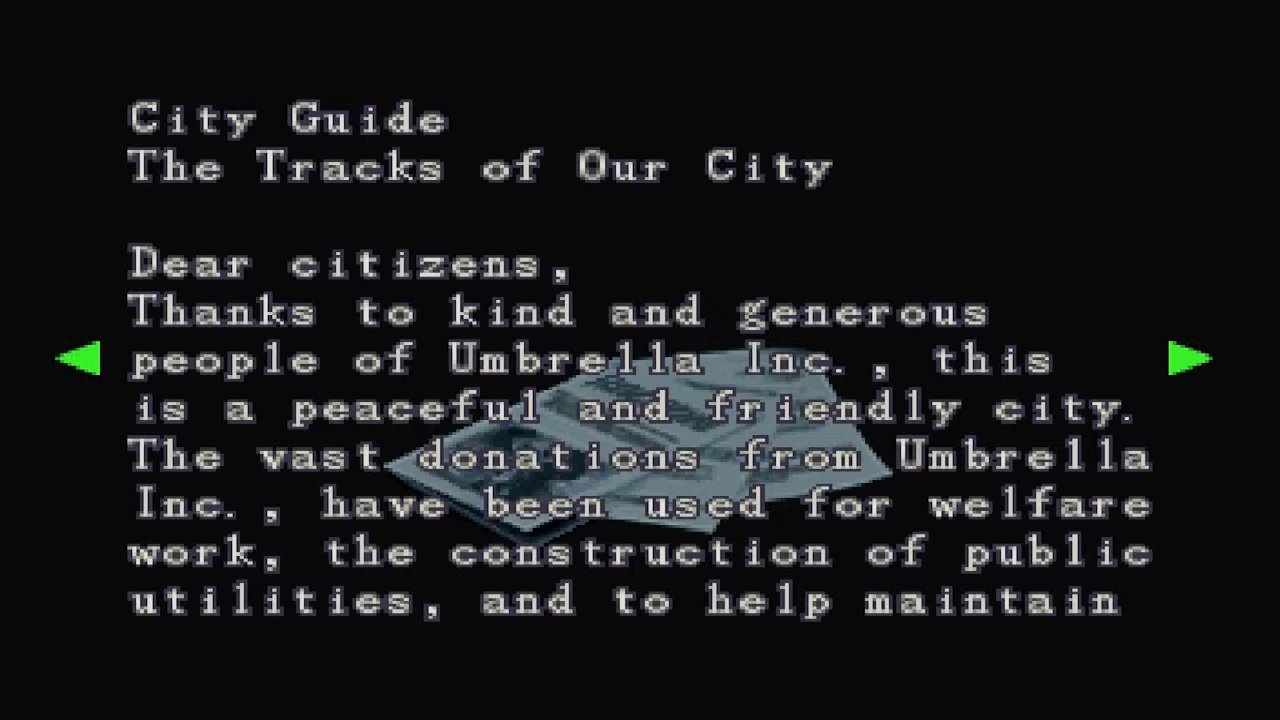 City Guide
The Tracks of Our City
Dear citizens,
Thanks to kind and generous
people of Umbrella Inc., this
is a peaceful and friendly city.
The vast donations from Umbrella
Inc., have been used for welfare
work, the construction of public
utilities, and to help maintain